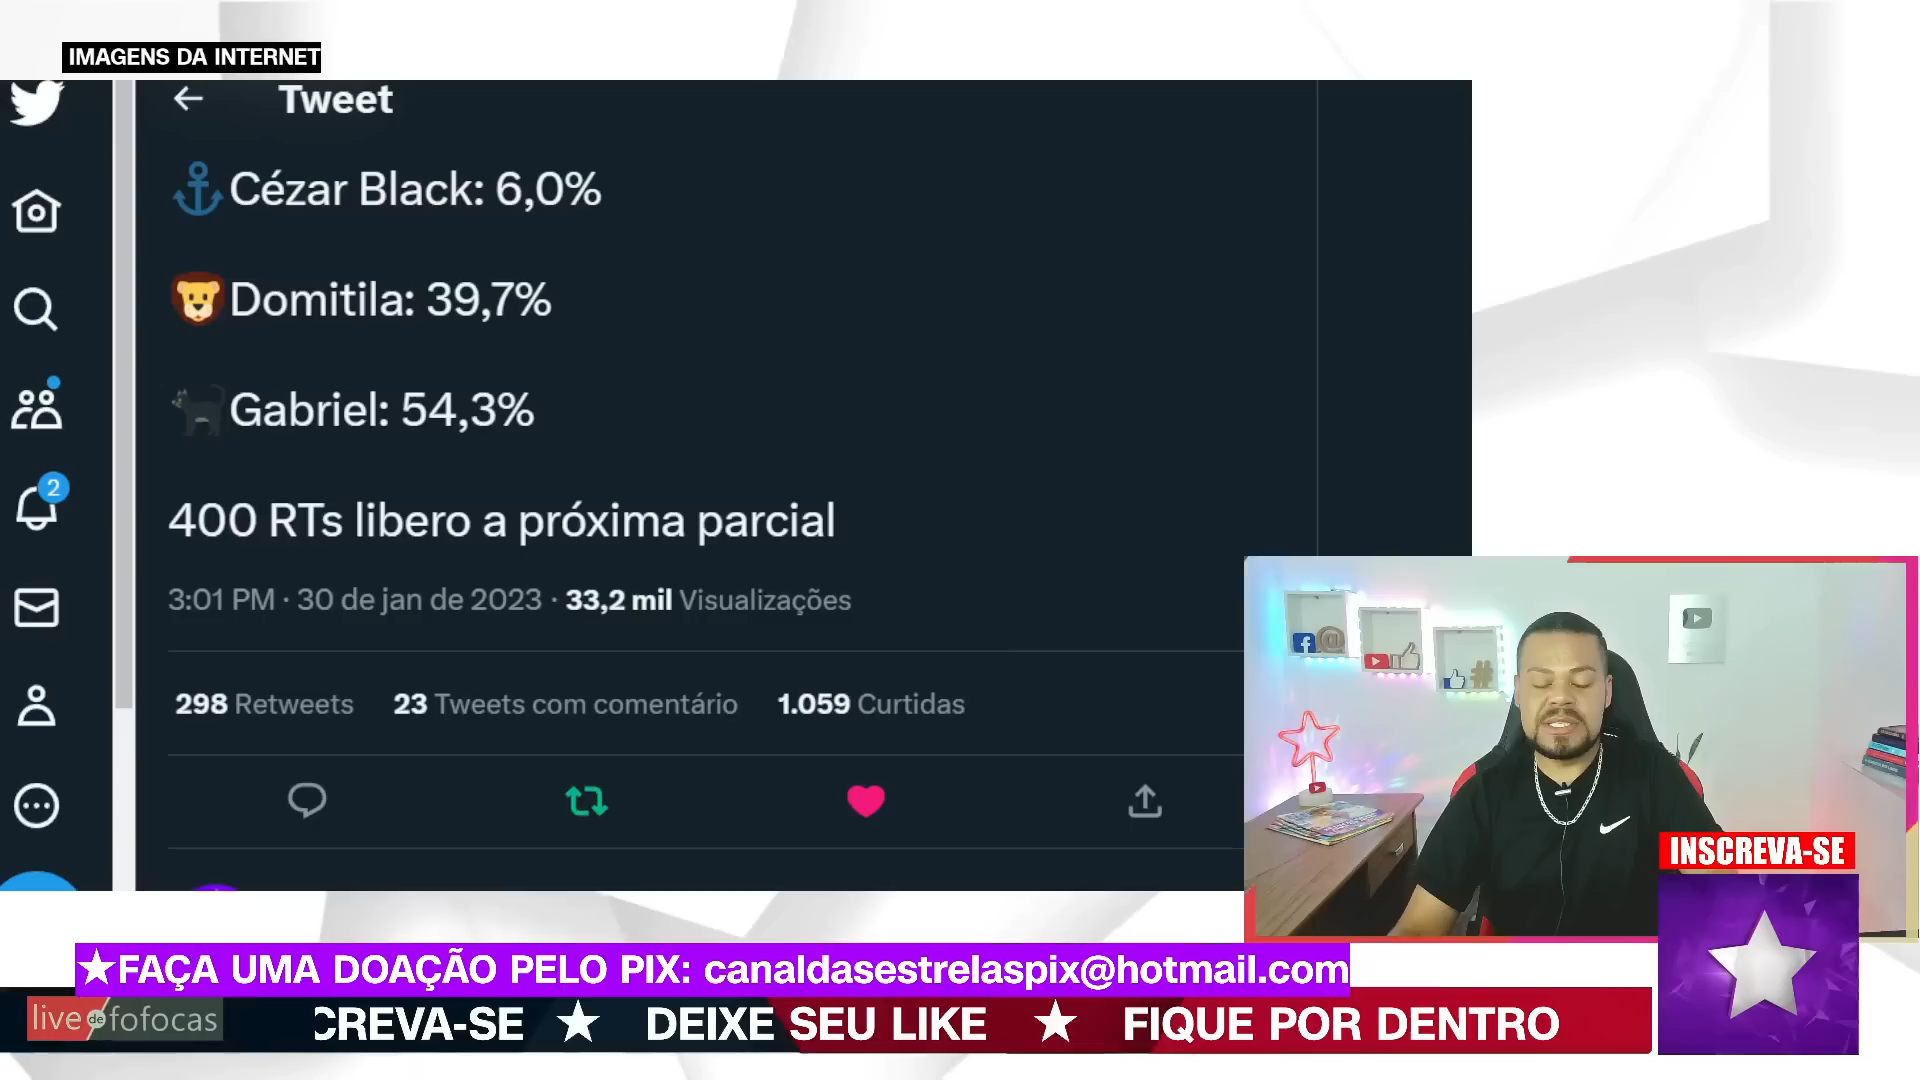 IMAGENS DA INTERNET
Tweet
Cézar Black: 6,0%
Domitila: 39,7%
Gabriel: 54,3%
2
400 RTs libero a próxima parcial
3:01 PM · 30 de jan de 2023 · 33,2 mil Visualizações
298 Retweets 23 Tweets com comentário 1.059 Curtidas
INSCREVA-SE
★FAÇA UMA DOAÇÃO PELO PIX: canaldasestrelaspix@hotmail.com
live de fofocas
CREVA-SE ★ DEIXE SEU LIKE ★ FIQUE POR DENTRO